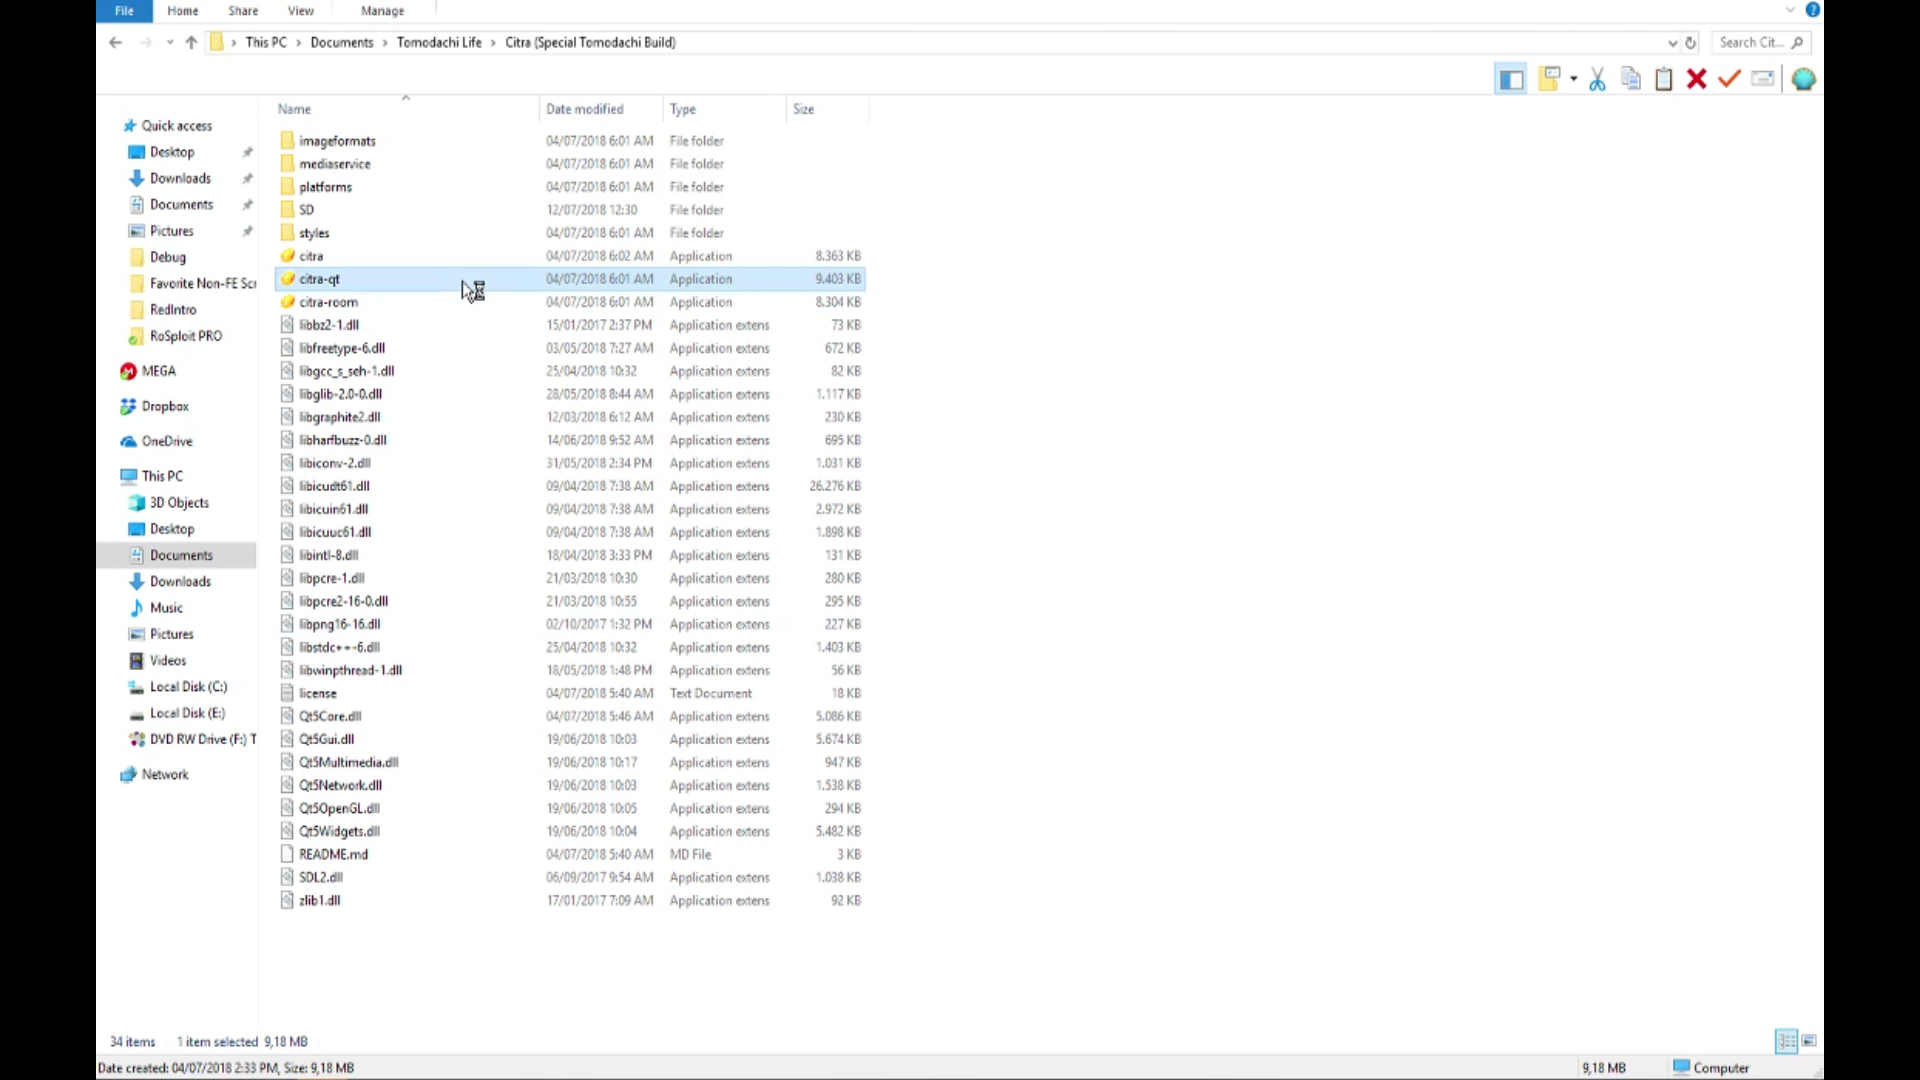 File Home Share View Manage
This PC > Documents > Tomodachi Life > Citra (Special Tomodachi Build)
Search Cit...
Name Date modified Type Size
Quick access
Desktop
Downloads
Documents
Pictures
Debug
Favorite Non-FE Scr
RedIntro
RoSploit PRO
MEGA
Dropbox
OneDrive
This PC
3D Objects
Desktop
Documents
Downloads
Music
Pictures
Videos
Local Disk (C:)
Local Disk (E:)
DVD RW Drive (F:) T
Network
imageformats 04/07/2018 6:01 AM File folder
mediaservice 04/07/2018 6:01 AM File folder
platforms 04/07/2018 6:01 AM File folder
SD 12/07/2018 12:30 File folder
styles 04/07/2018 6:01 AM File folder
citra 04/07/2018 6:02 AM Application 8.363 KB
citra-qt 04/07/2018 6:01 AM Application 9.403 KB
citra-room 04/07/2018 6:01 AM Application 8.304 KB
libbz2-1.dll 15/01/2017 2:37 PM Application extens 73 KB
libfreetype-6.dll 03/05/2018 7:27 AM Application extens 672 KB
libgcc_s_seh-1.dll 25/04/2018 10:32 Application extens 82 KB
libglib-2.0-0.dll 28/05/2018 8:44 AM Application extens 1.117 KB
libgraphite2.dll 12/03/2018 6:12 AM Application extens 230 KB
libharfbuzz-0.dll 14/06/2018 9:52 AM Application extens 695 KB
libiconv-2.dll 31/05/2018 2:34 PM Application extens 1.031 KB
libicudt61.dll 09/04/2018 7:38 AM Application extens 26.276 KB
libicuin61.dll 09/04/2018 7:38 AM Application extens 2.972 KB
libicuuc61.dll 09/04/2018 7:38 AM Application extens 1.898 KB
libintl-8.dll 18/04/2018 3:33 PM Application extens 131 KB
libpcre-1.dll 21/03/2018 10:30 Application extens 280 KB
libpcre2-16-0.dll 21/03/2018 10:55 Application extens 295 KB
libpng16-16.dll 02/10/2017 1:32 PM Application extens 227 KB
libstdc++-6.dll 25/04/2018 10:32 Application extens 1.403 KB
libwinpthread-1.dll 18/05/2018 1:48 PM Application extens 56 KB
license 04/07/2018 5:40 AM Text Document 18 KB
Qt5Core.dll 04/07/2018 5:46 AM Application extens 5.086 KB
Qt5Gui.dll 19/06/2018 10:03 Application extens 5.674 KB
Qt5Multimedia.dll 19/06/2018 10:17 Application extens 947 KB
Qt5Network.dll 19/06/2018 10:03 Application extens 1.538 KB
Qt5OpenGL.dll 19/06/2018 10:05 Application extens 294 KB
Qt5Widgets.dll 19/06/2018 10:04 Application extens 5.482 KB
README.md 04/07/2018 5:40 AM MD File 3 KB
SDL2.dll 06/09/2017 9:54 AM Application extens 1.038 KB
zlib1.dll 17/01/2017 7:09 AM Application extens 92 KB
34 items 1 item selected 9,18 MB
Date created: 04/07/2018 2:33 PM, Size: 9,18 MB 9,18 MB Computer